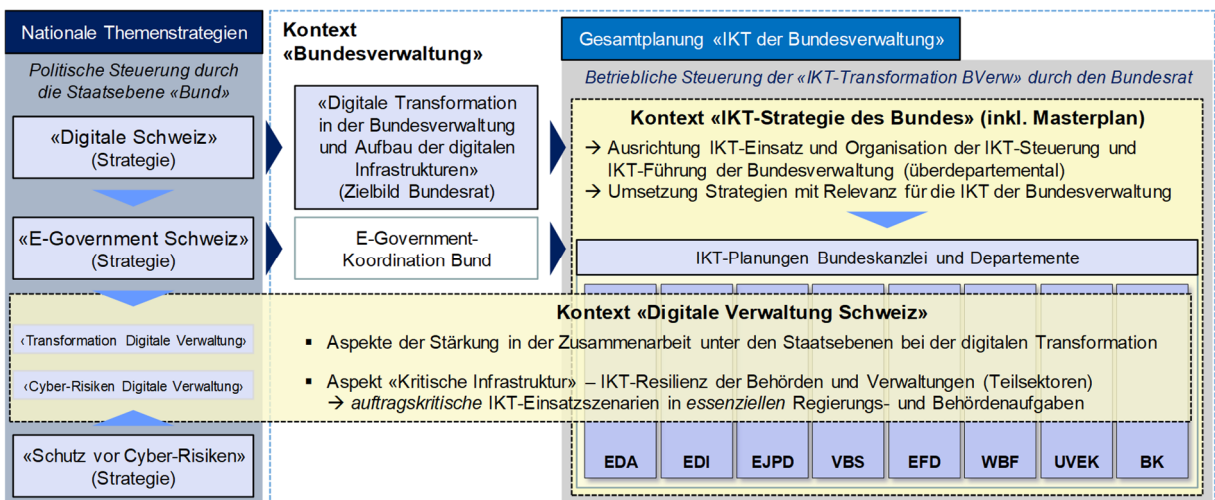 Nationale Themenstrategien
Politische Steuerung durch
die Staatsebene «Bund»
«Digitale Schweiz»
(Strategie)
«E-Government Schweiz»
(Strategie)
‹Transformation Digitale Verwaltung›
‹Cyber-Risiken Digitale Verwaltung›
«Schutz vor Cyber-Risiken»
(Strategie)
Kontext
«Bundesverwaltung»
«Digitale Transformation
in der Bundesverwaltung
und Aufbau der digitalen
Infrastrukturen»
(Zielbild Bundesrat)
E-Government-
Koordination Bund
Gesamtplanung «IKT der Bundesverwaltung»
Betriebliche Steuerung der «IKT-Transformation BVerw» durch den Bundesrat
Kontext «IKT-Strategie des Bundes» (inkl. Masterplan)
→ Ausrichtung IKT-Einsatz und Organisation der IKT-Steuerung und
IKT-Führung der Bundesverwaltung (überdepartemental)
→ Umsetzung Strategien mit Relevanz für die IKT der Bundesverwaltung
IKT-Planungen Bundeskanzlei und Departemente
Kontext «Digitale Verwaltung Schweiz»
▪ Aspekte der Stärkung in der Zusammenarbeit unter den Staatsebenen bei der digitalen Transformation
▪ Aspekt «Kritische Infrastruktur» – IKT-Resilienz der Behörden und Verwaltungen (Teilsektoren)
→ auftragskritische IKT-Einsatzszenarien in essenziellen Regierungs- und Behördenaufgaben
EDA EDI EJPD VBS EFD WBF UVEK BK